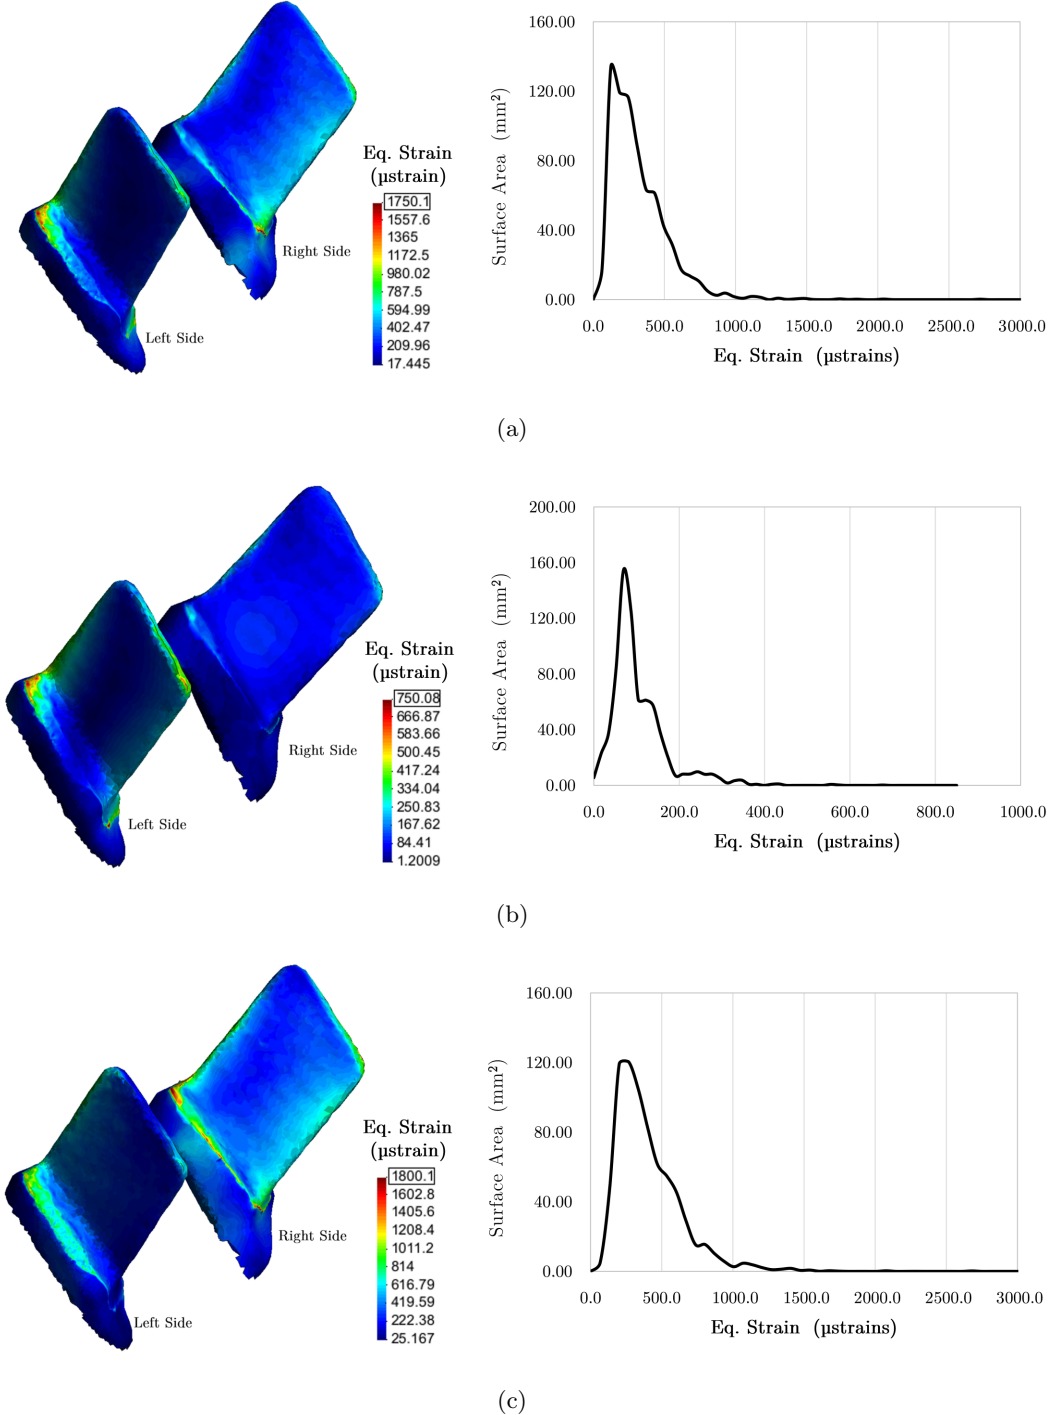 Eq. Strain
(µstrain)
1750.1
1557.6
1365
1172.5
980.02
787.5
594.99
402.47
209.96
17.445
Right Side
Left Side
Surface Area (mm²)
160.00
120.00
80.00
40.00
0.00
0.0 500.0 1000.0 1500.0 2000.0 2500.0 3000.0
Eq. Strain (µstrains)
(a)
Eq. Strain
(µstrain)
750.08
666.87
583.66
500.45
417.24
334.04
250.83
167.62
84.41
1.2009
Right Side
Left Side
Surface Area (mm²)
200.00
160.00
120.00
80.00
40.00
0.00
0.0 200.0 400.0 600.0 800.0 1000.0
Eq. Strain (µstrains)
(b)
Eq. Strain
(µstrain)
1800.1
1602.8
1405.6
1208.4
1011.2
814
616.79
419.59
222.38
25.167
Right Side
Left Side
Surface Area (mm²)
160.00
120.00
80.00
40.00
0.00
0.0 500.0 1000.0 1500.0 2000.0 2500.0 3000.0
Eq. Strain (µstrains)
(c)